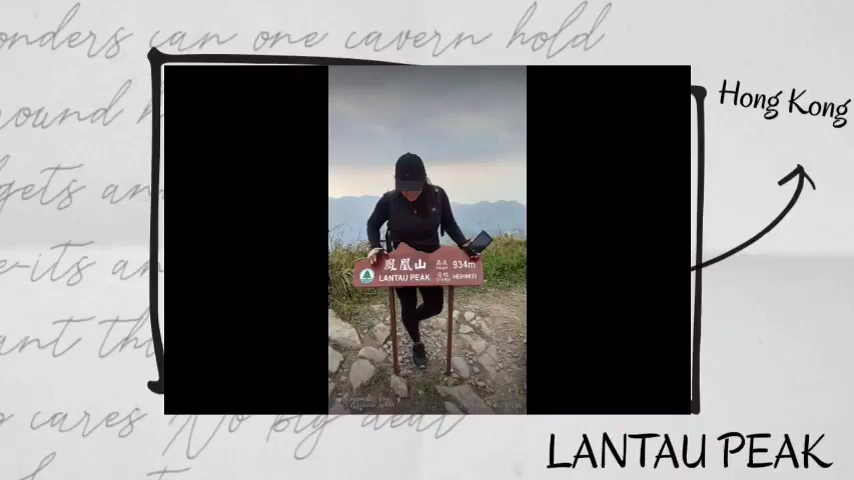 onders can one cavern hold
Hong Kong
ound
gets an
鳳凰山 高度 934m
LANTAU PEAK
e-its an
ant thi
cares No big deal
LANTAU PEAK